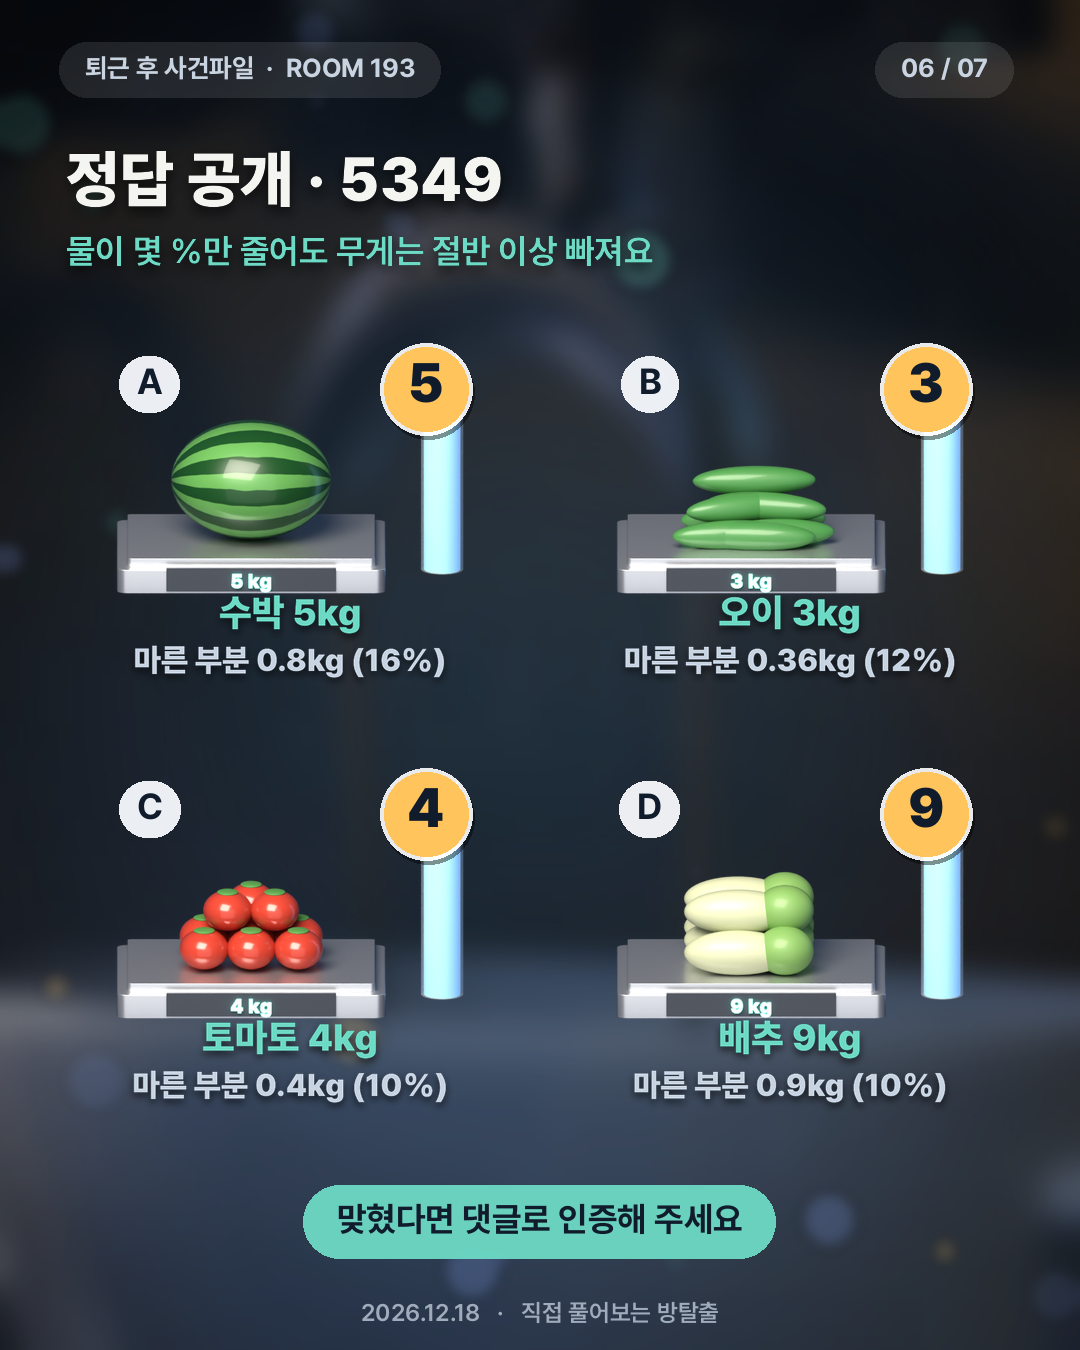 퇴근 후 사건파일 · ROOM 193
06 / 07
정답 공개 · 5349
물이 몇 %만 줄어도 무게는 절반 이상 빠져요
A
5
5 kg
수박 5kg
마른 부분 0.8kg (16%)
B
3
3 kg
오이 3kg
마른 부분 0.36kg (12%)
C
4
4 kg
토마토 4kg
마른 부분 0.4kg (10%)
D
9
9 kg
배추 9kg
마른 부분 0.9kg (10%)
맞혔다면 댓글로 인증해 주세요
2026.12.18 · 직접 풀어보는 방탈출